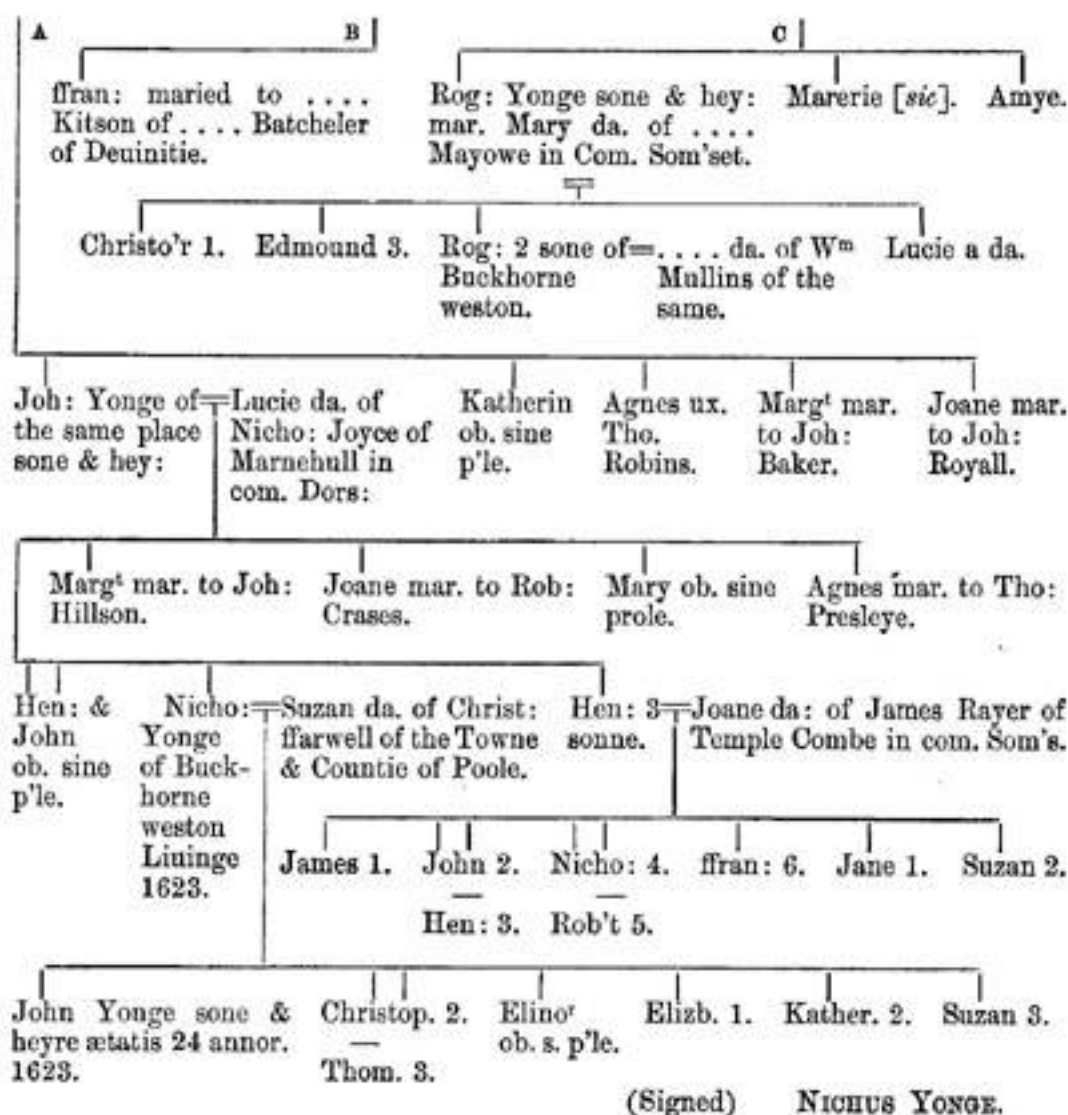 A B C
ffran: maried to . . . . Rog: Yonge sone & hey: Marerie [sic]. Amye.
Kitson of . . . . Batcheler mar. Mary da. of . . . .
of Deuinitie. Mayowe in Com. Som'set.
Christo'r 1. Edmound 3. Rog: 2 sone of= . . . . da. of Wm Lucie a da.
Buckhorne Mullins of the
weston. same.
Joh: Yonge of=Lucie da. of Katherin Agnes ux. Margt mar. Joane mar.
the same place Nicho: Joyce of ob. sine Tho. to Joh: to Joh:
sone & hey: Marnehull in p'le. Robins. Baker. Royall.
com. Dors:
Margt mar. to Joh: Joane mar. to Rob: Mary ob. sine Agnes mar. to Tho:
Hillson. Crases. prole. Presleye.
Hen: & Nicho:=Suzan da. of Christ: Hen: 3=Joane da: of James Rayer of
John Yonge ffarwell of the Towne sonne. Temple Combe in com. Som's.
ob. sine of Buck- & Countie of Poole.
p'le. horne
weston
Liuinge James 1. John 2. Nicho: 4. ffran: 6. Jane 1. Suzan 2.
1623.
Hen: 3. Rob't 5.
John Yonge sone & Christop. 2. Elinor Elizb. 1. Kather. 2. Suzan 3.
heyre ætatis 24 annor. ob. s. p'le.
1623. Thom. 3.
(Signed) NICHUS YONGE.